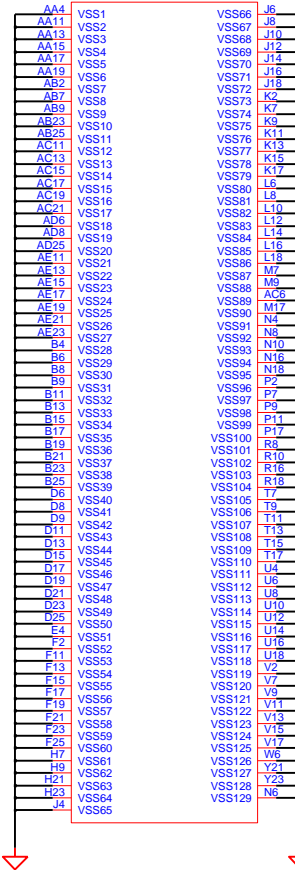 AA4 VSS1 VSS66 J6
AA11 VSS2 VSS67 J8
AA13 VSS3 VSS68 J10
AA15 VSS4 VSS69 J12
AA17 VSS5 VSS70 J14
AA19 VSS6 VSS71 J16
AB2 VSS7 VSS72 J18
AB7 VSS8 VSS73 K2
AB9 VSS9 VSS74 K7
AB23 VSS10 VSS75 K9
AB25 VSS11 VSS76 K11
AC11 VSS12 VSS77 K13
AC13 VSS13 VSS78 K15
AC15 VSS14 VSS79 K17
AC17 VSS15 VSS80 L6
AC19 VSS16 VSS81 L8
AC21 VSS17 VSS82 L10
AD6 VSS18 VSS83 L12
AD8 VSS19 VSS84 L14
AD25 VSS20 VSS85 L16
AE11 VSS21 VSS86 L18
AE13 VSS22 VSS87 M7
AE15 VSS23 VSS88 M9
AE17 VSS24 VSS89 AC6
AE19 VSS25 VSS90 M17
AE21 VSS26 VSS91 N4
AE23 VSS27 VSS92 N8
B4 VSS28 VSS93 N10
B6 VSS29 VSS94 N16
B8 VSS30 VSS95 N18
B9 VSS31 VSS96 P2
B11 VSS32 VSS97 P7
B13 VSS33 VSS98 P9
B15 VSS34 VSS99 P11
B17 VSS35 VSS100 P17
B19 VSS36 VSS101 R8
B21 VSS37 VSS102 R10
B23 VSS38 VSS103 R16
B25 VSS39 VSS104 R18
D6 VSS40 VSS105 T7
D8 VSS41 VSS106 T9
D9 VSS42 VSS107 T11
D11 VSS43 VSS108 T13
D13 VSS44 VSS109 T15
D15 VSS45 VSS110 T17
D17 VSS46 VSS111 U4
D19 VSS47 VSS112 U6
D21 VSS48 VSS113 U8
D23 VSS49 VSS114 U10
D25 VSS50 VSS115 U12
E4 VSS51 VSS116 U14
F2 VSS52 VSS117 U16
F11 VSS53 VSS118 U18
F13 VSS54 VSS119 V2
F15 VSS55 VSS120 V7
F17 VSS56 VSS121 V9
F19 VSS57 VSS122 V11
F21 VSS58 VSS123 V13
F23 VSS59 VSS124 V15
F25 VSS60 VSS125 V17
H7 VSS61 VSS126 W6
H9 VSS62 VSS127 Y21
H21 VSS63 VSS128 Y23
H23 VSS64 VSS129 N6
J4 VSS65